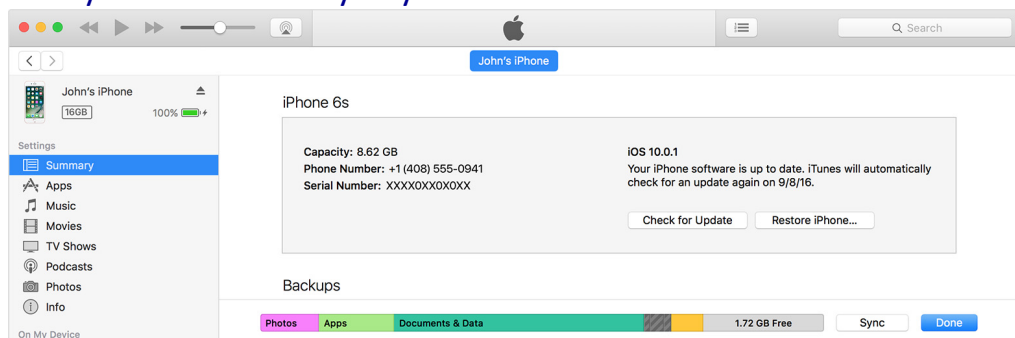 Search
John's iPhone
John's iPhone
16GB
100%
Settings
Summary
Apps
Music
Movies
TV Shows
Podcasts
Photos
Info
On My Device
iPhone 6s
Capacity: 8.62 GB
Phone Number: +1 (408) 555-0941
Serial Number: XXXX0XX0X0XX
iOS 10.0.1
Your iPhone software is up to date. iTunes will automatically
check for an update again on 9/8/16.
Check for Update
Restore iPhone...
Backups
Photos
Apps
Documents & Data
1.72 GB Free
Sync
Done